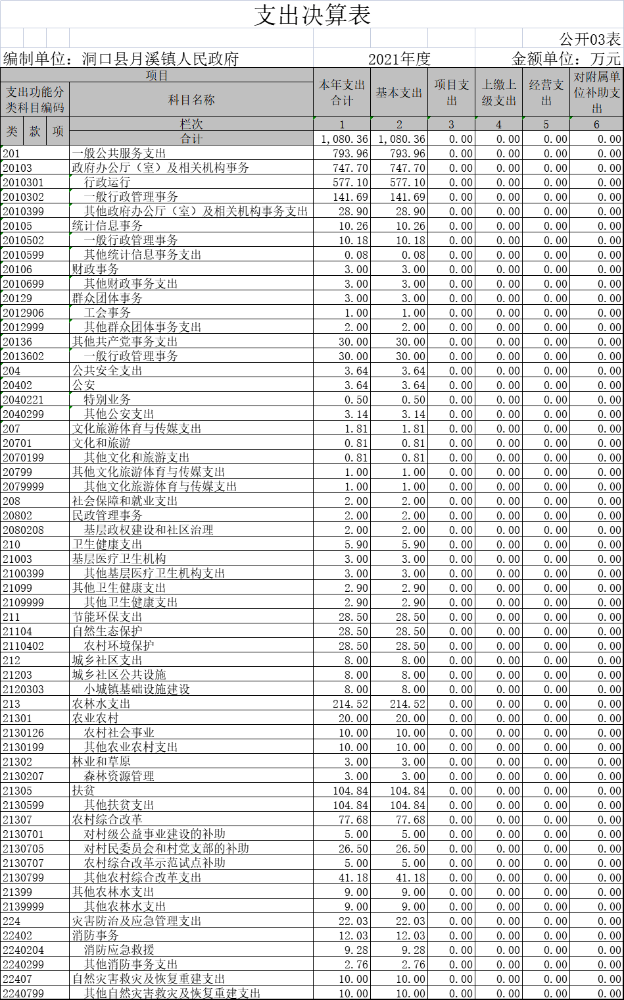 支出决算表
公开03表
编制单位：洞口县月溪镇人民政府 2021年度 金额单位：万元
项目 本年支出合计 基本支出 项目支出 上缴上级支出 经营支出 对附属单位补助支出
支出功能分类科目编码 科目名称
类 款 项 栏次 1 2 3 4 5 6
合计 1,080.36 1,080.36 0.00 0.00 0.00 0.00
201 一般公共服务支出 793.96 793.96 0.00 0.00 0.00 0.00
20103 政府办公厅（室）及相关机构事务 747.70 747.70 0.00 0.00 0.00 0.00
2010301 行政运行 577.10 577.10 0.00 0.00 0.00 0.00
2010302 一般行政管理事务 141.69 141.69 0.00 0.00 0.00 0.00
2010399 其他政府办公厅（室）及相关机构事务支出 28.90 28.90 0.00 0.00 0.00 0.00
20105 统计信息事务 10.26 10.26 0.00 0.00 0.00 0.00
2010502 一般行政管理事务 10.18 10.18 0.00 0.00 0.00 0.00
2010599 其他统计信息事务支出 0.08 0.08 0.00 0.00 0.00 0.00
20106 财政事务 3.00 3.00 0.00 0.00 0.00 0.00
2010699 其他财政事务支出 3.00 3.00 0.00 0.00 0.00 0.00
20129 群众团体事务 3.00 3.00 0.00 0.00 0.00 0.00
2012906 工会事务 1.00 1.00 0.00 0.00 0.00 0.00
2012999 其他群众团体事务支出 2.00 2.00 0.00 0.00 0.00 0.00
20136 其他共产党事务支出 30.00 30.00 0.00 0.00 0.00 0.00
2013602 一般行政管理事务 30.00 30.00 0.00 0.00 0.00 0.00
204 公共安全支出 3.64 3.64 0.00 0.00 0.00 0.00
20402 公安 3.64 3.64 0.00 0.00 0.00 0.00
2040221 特别业务 0.50 0.50 0.00 0.00 0.00 0.00
2040299 其他公安支出 3.14 3.14 0.00 0.00 0.00 0.00
207 文化旅游体育与传媒支出 1.81 1.81 0.00 0.00 0.00 0.00
20701 文化和旅游 0.81 0.81 0.00 0.00 0.00 0.00
2070199 其他文化和旅游支出 0.81 0.81 0.00 0.00 0.00 0.00
20799 其他文化旅游体育与传媒支出 1.00 1.00 0.00 0.00 0.00 0.00
2079999 其他文化旅游体育与传媒支出 1.00 1.00 0.00 0.00 0.00 0.00
208 社会保障和就业支出 2.00 2.00 0.00 0.00 0.00 0.00
20802 民政管理事务 2.00 2.00 0.00 0.00 0.00 0.00
2080208 基层政权建设和社区治理 2.00 2.00 0.00 0.00 0.00 0.00
210 卫生健康支出 5.90 5.90 0.00 0.00 0.00 0.00
21003 基层医疗卫生机构 3.00 3.00 0.00 0.00 0.00 0.00
2100399 其他基层医疗卫生机构支出 3.00 3.00 0.00 0.00 0.00 0.00
21099 其他卫生健康支出 2.90 2.90 0.00 0.00 0.00 0.00
2109999 其他卫生健康支出 2.90 2.90 0.00 0.00 0.00 0.00
211 节能环保支出 28.50 28.50 0.00 0.00 0.00 0.00
21104 自然生态保护 28.50 28.50 0.00 0.00 0.00 0.00
2110402 农村环境保护 28.50 28.50 0.00 0.00 0.00 0.00
212 城乡社区支出 8.00 8.00 0.00 0.00 0.00 0.00
21203 城乡社区公共设施 8.00 8.00 0.00 0.00 0.00 0.00
2120303 小城镇基础设施建设 8.00 8.00 0.00 0.00 0.00 0.00
213 农林水支出 214.52 214.52 0.00 0.00 0.00 0.00
21301 农业农村 20.00 20.00 0.00 0.00 0.00 0.00
2130126 农村社会事业 10.00 10.00 0.00 0.00 0.00 0.00
2130199 其他农业农村支出 10.00 10.00 0.00 0.00 0.00 0.00
21302 林业和草原 3.00 3.00 0.00 0.00 0.00 0.00
2130207 森林资源管理 3.00 3.00 0.00 0.00 0.00 0.00
21305 扶贫 104.84 104.84 0.00 0.00 0.00 0.00
2130599 其他扶贫支出 104.84 104.84 0.00 0.00 0.00 0.00
21307 农村综合改革 77.68 77.68 0.00 0.00 0.00 0.00
2130701 对村级公益事业建设的补助 5.00 5.00 0.00 0.00 0.00 0.00
2130705 对村民委员会和村党支部的补助 26.50 26.50 0.00 0.00 0.00 0.00
2130707 农村综合改革示范试点补助 5.00 5.00 0.00 0.00 0.00 0.00
2130799 其他农村综合改革支出 41.18 41.18 0.00 0.00 0.00 0.00
21399 其他农林水支出 9.00 9.00 0.00 0.00 0.00 0.00
2139999 其他农林水支出 9.00 9.00 0.00 0.00 0.00 0.00
224 灾害防治及应急管理支出 22.03 22.03 0.00 0.00 0.00 0.00
22402 消防事务 12.03 12.03 0.00 0.00 0.00 0.00
2240204 消防应急救援 9.28 9.28 0.00 0.00 0.00 0.00
2240299 其他消防事务支出 2.76 2.76 0.00 0.00 0.00 0.00
22407 自然灾害救灾及恢复重建支出 10.00 10.00 0.00 0.00 0.00 0.00
2240799 其他自然灾害救灾及恢复重建支出 10.00 10.00 0.00 0.00 0.00 0.00